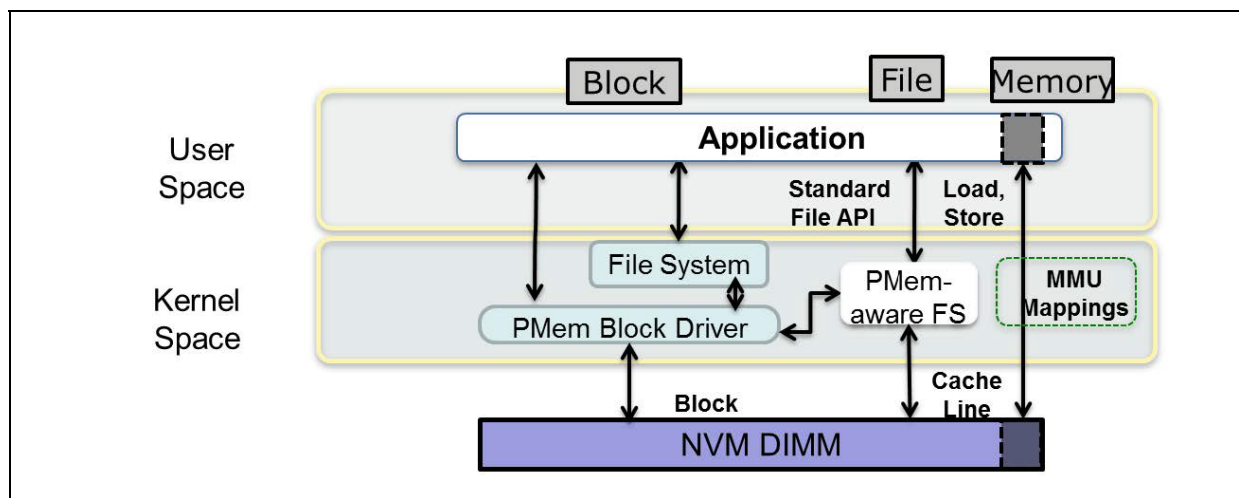 Block
File
Memory
User
Space
Application
Standard
File API
Load,
Store
Kernel
Space
File System
PMem Block Driver
PMem-
aware FS
MMU
Mappings
Block
Cache
Line
NVM DIMM